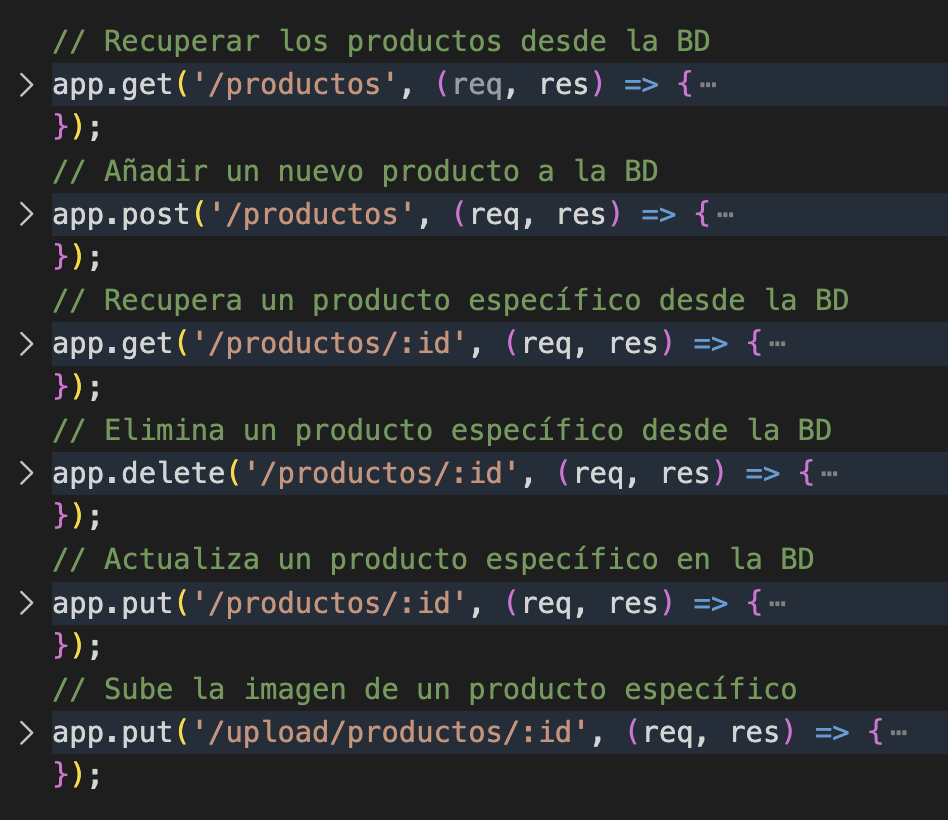 // Recuperar los productos desde la BD
app.get('/productos', (req, res) => {⋯
});
// Añadir un nuevo producto a la BD
app.post('/productos', (req, res) => {⋯
});
// Recupera un producto específico desde la BD
app.get('/productos/:id', (req, res) => {⋯
});
// Elimina un producto específico desde la BD
app.delete('/productos/:id', (req, res) => {⋯
});
// Actualiza un producto específico en la BD
app.put('/productos/:id', (req, res) => {⋯
});
// Sube la imagen de un producto específico
app.put('/upload/productos/:id', (req, res) => {⋯
});